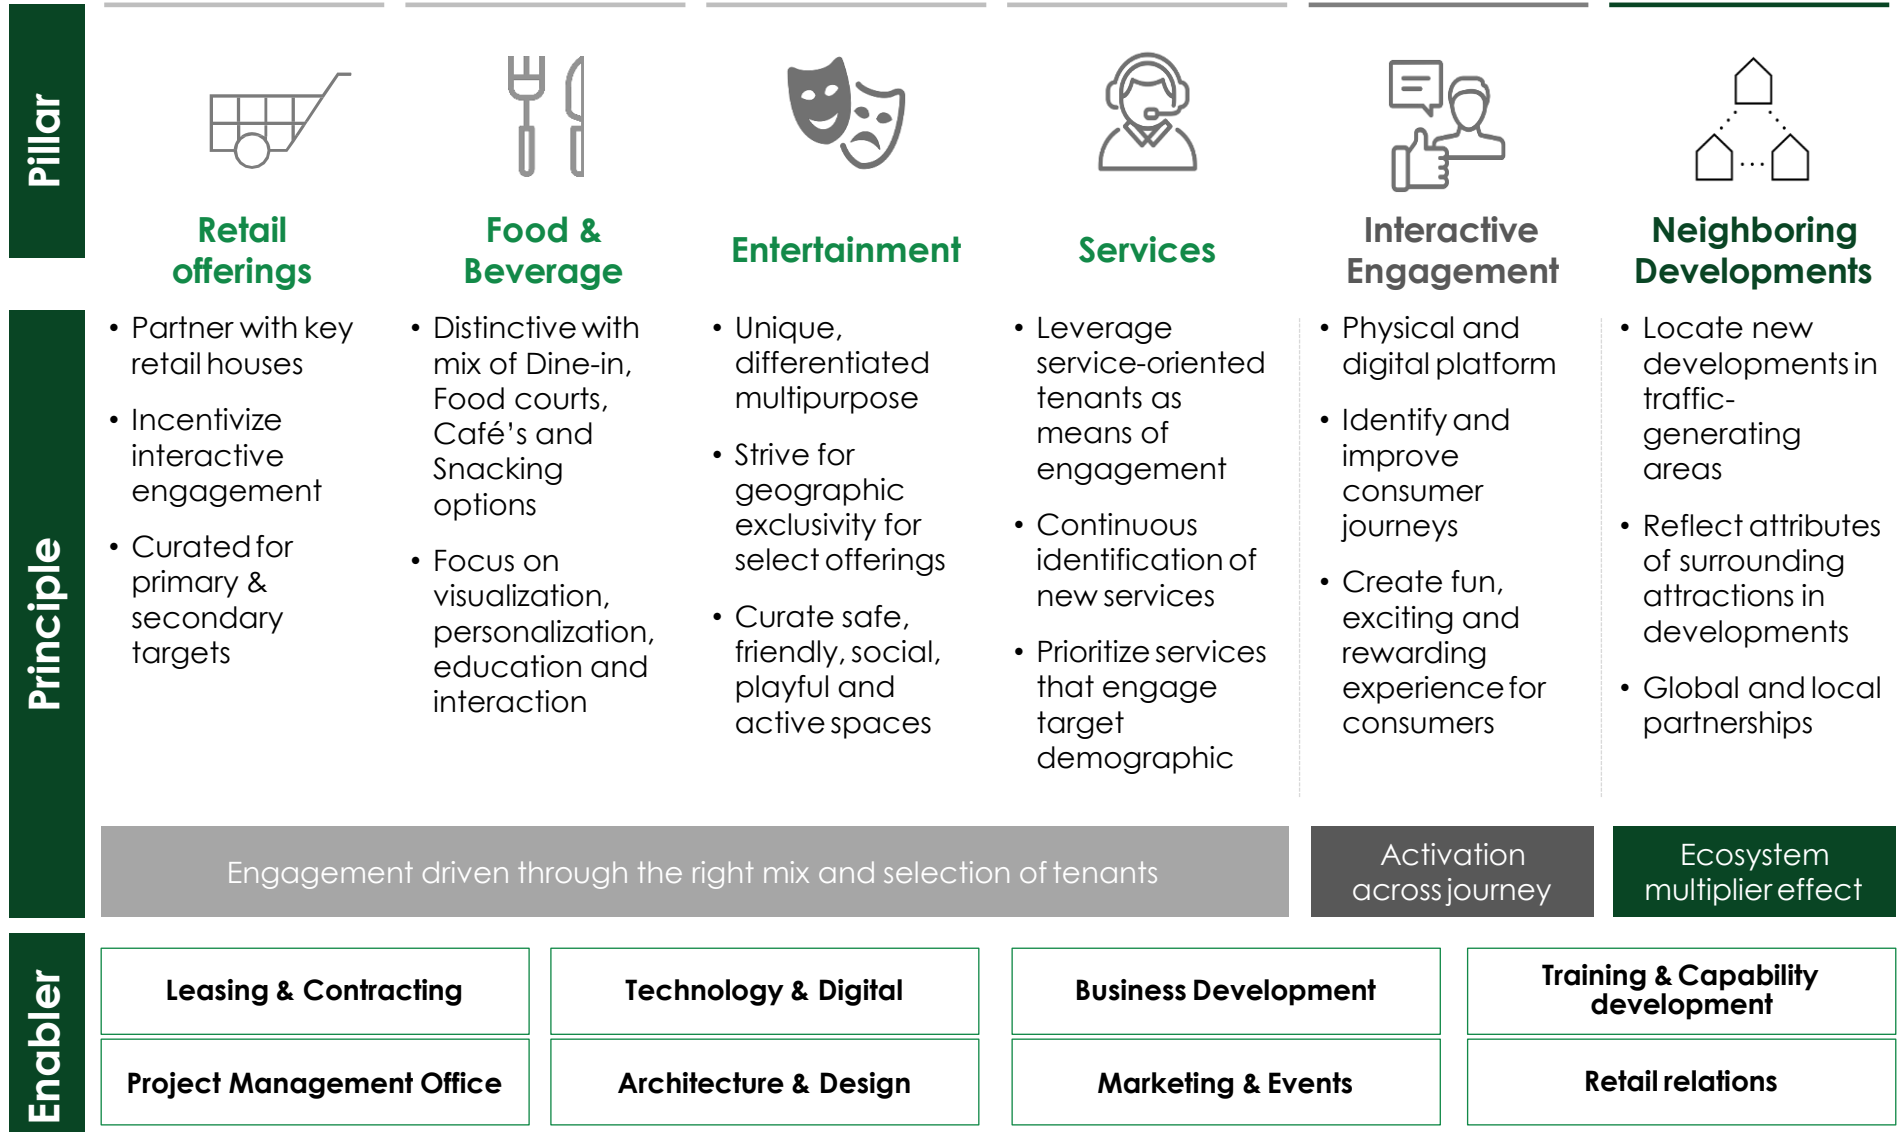 Pillar
Retail
offerings
Food &
Beverage
Entertainment
Services
Interactive
Engagement
Neighboring
Developments
Principle
• Partner with key
retail houses
• Incentivize
interactive
engagement
• Curated for
primary &
secondary
targets
• Distinctive with
mix of Dine-in,
Food courts,
Café's and
Snacking
options
• Focus on
visualization,
personalization,
education and
interaction
• Unique,
differentiated
multipurpose
• Strive for
geographic
exclusivity for
select offerings
• Curate safe,
friendly, social,
playful and
active spaces
• Leverage
service-oriented
tenants as
means of
engagement
• Continuous
identification of
new services
• Prioritize services
that engage
target
demographic
• Physical and
digital platform
• Identify and
improve
consumer
journeys
• Create fun,
exciting and
rewarding
experience for
consumers
• Locate new
developments in
traffic-
generating
areas
• Reflect attributes
of surrounding
attractions in
developments
• Global and local
partnerships
Engagement driven through the right mix and selection of tenants
Activation
across journey
Ecosystem
multiplier effect
Enabler
Leasing & Contracting
Technology & Digital
Business Development
Training & Capability
development
Project Management Office
Architecture & Design
Marketing & Events
Retail relations